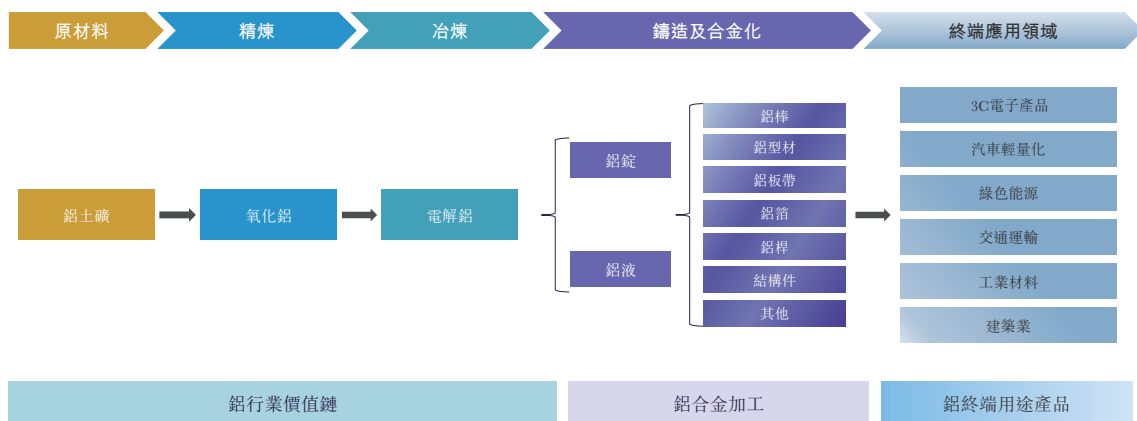 原材料
精煉
冶煉
鑄造及合金化
終端應用領域
鋁土礦
氧化鋁
電解鋁
鋁錠
鋁液
鋁棒
鋁型材
鋁板帶
鋁箔
鋁桿
結構件
其他
3C電子產品
汽車輕量化
綠色能源
交通運輸
工業材料
建築業
鋁行業價值鏈
鋁合金加工
鋁終端用途產品